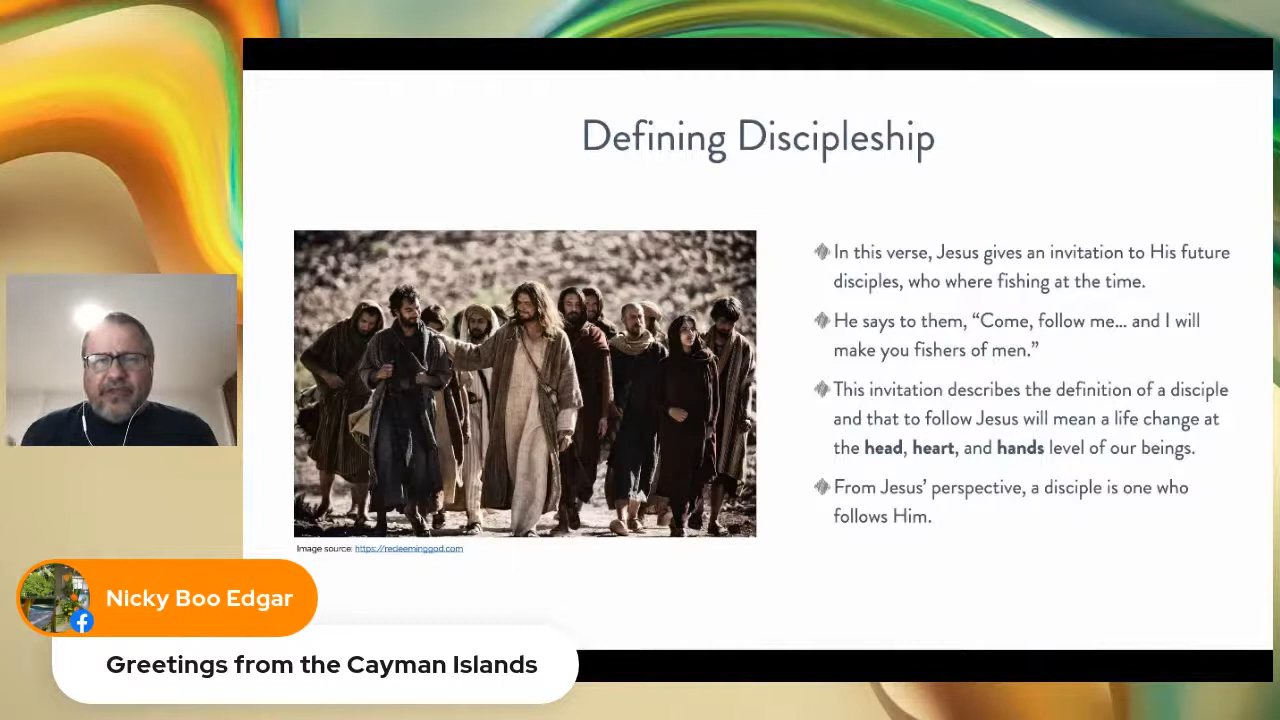 Defining Discipleship
In this verse, Jesus gives an invitation to His future
disciples, who where fishing at the time.
He says to them, “Come, follow me... and I will
make you fishers of men.”
This invitation describes the definition of a disciple
and that to follow Jesus will mean a life change at
the head, heart, and hands level of our beings.
From Jesus’ perspective, a disciple is one who
follows Him.
Image source: https://redeeminggod.com
Nicky Boo Edgar
Greetings from the Cayman Islands